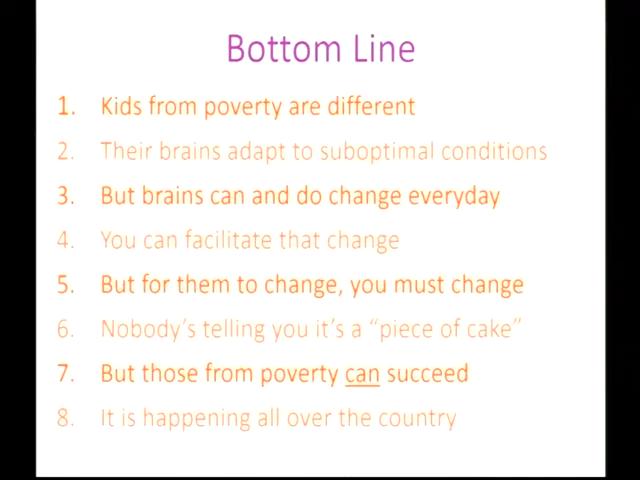 Bottom Line
1. Kids from poverty are different
2. Their brains adapt to suboptimal conditions
3. But brains can and do change everyday
4. You can facilitate that change
5. But for them to change, you must change
6. Nobody’s telling you it’s a “piece of cake”
7. But those from poverty can succeed
8. It is happening all over the country